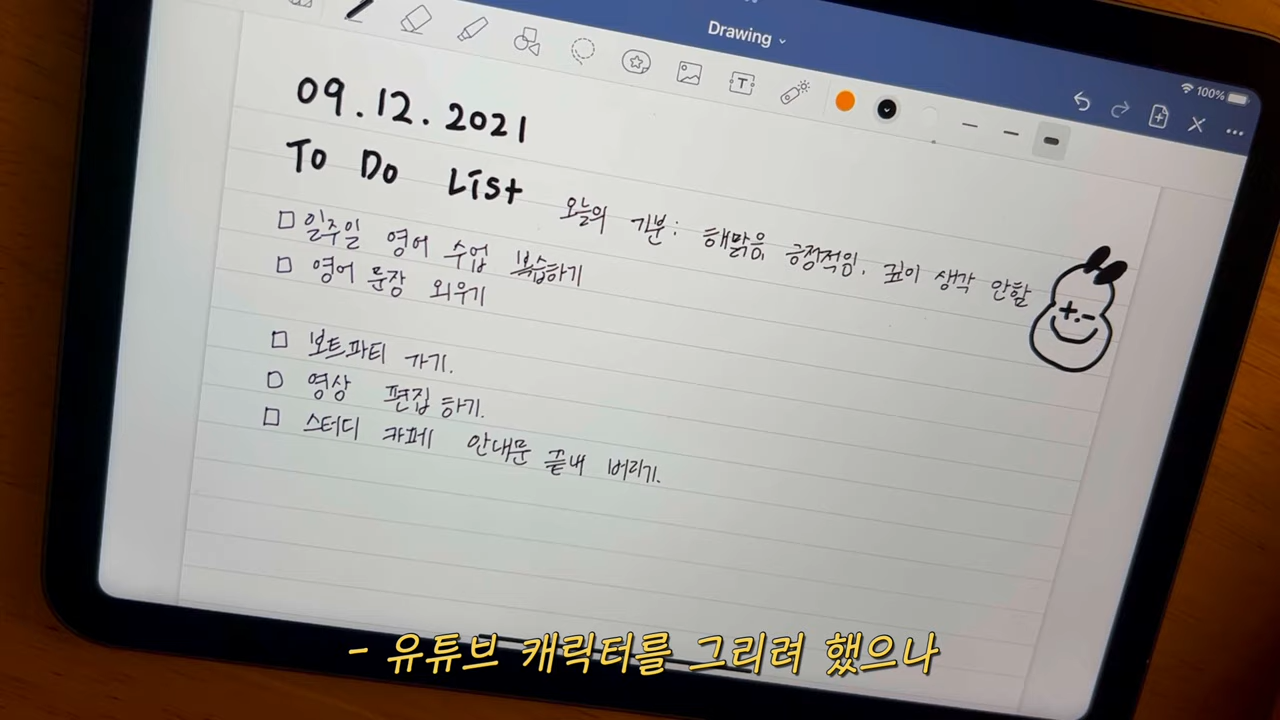 Drawing
100%
09.12.2021
To Do List
오늘의 기분: 해맑음, 긍정적임, 깊이 생각 안함
일주일 영어 수업 복습하기
영어 문장 외우기
보트파티 가기.
영상 편집 하기.
스터디 카페 안내문 끝내 버리기.
- 유튜브 캐릭터를 그리려 했으나